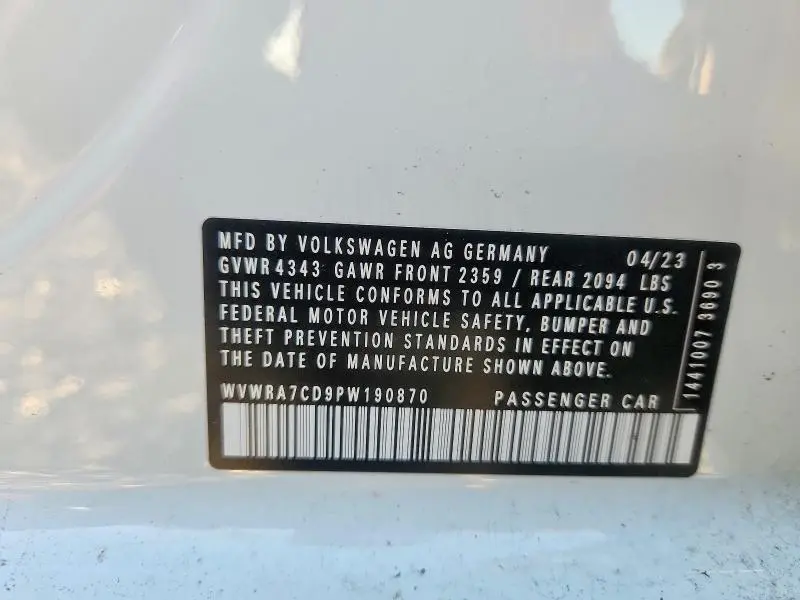 MFD BY VOLKSWAGEN AG GERMANY 04/23
GVWR 4343 GAWR FRONT 2359 / REAR 2094 LBS
THIS VEHICLE CONFORMS TO ALL APPLICABLE U.S.
FEDERAL MOTOR VEHICLE SAFETY, BUMPER AND
THEFT PREVENTION STANDARDS IN EFFECT ON
THE DATE OF MANUFACTURE SHOWN ABOVE.
WVWRA7CD9PW190870 PASSENGER CAR
1441007 3690 3